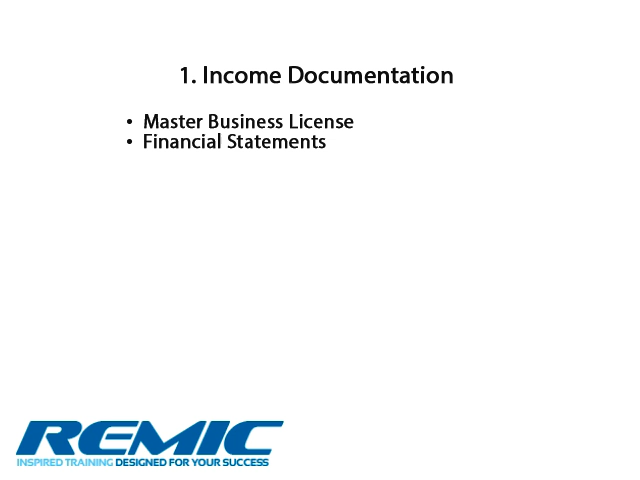 1. Income Documentation
• Master Business License
• Financial Statements
REMIC
INSPIRED TRAINING DESIGNED FOR YOUR SUCCESS